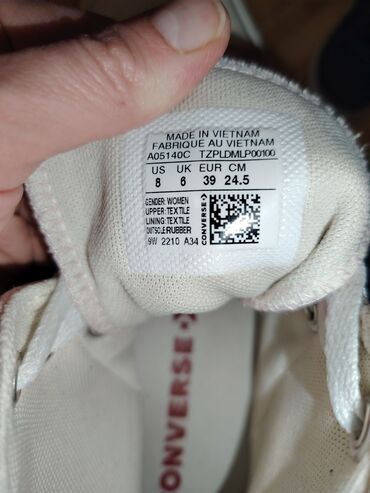 MADE IN VIETNAM
FABRIQUE AU VIETNAM
A05140C TZPLDMLP00100
US UK EUR CM
8 6 39 24.5
GENDER: WOMEN
UPPER: TEXTILE
LINING: TEXTILE
OUTSOLE: RUBBER
9W 2210 A34
CONVERSE
CONVERSE